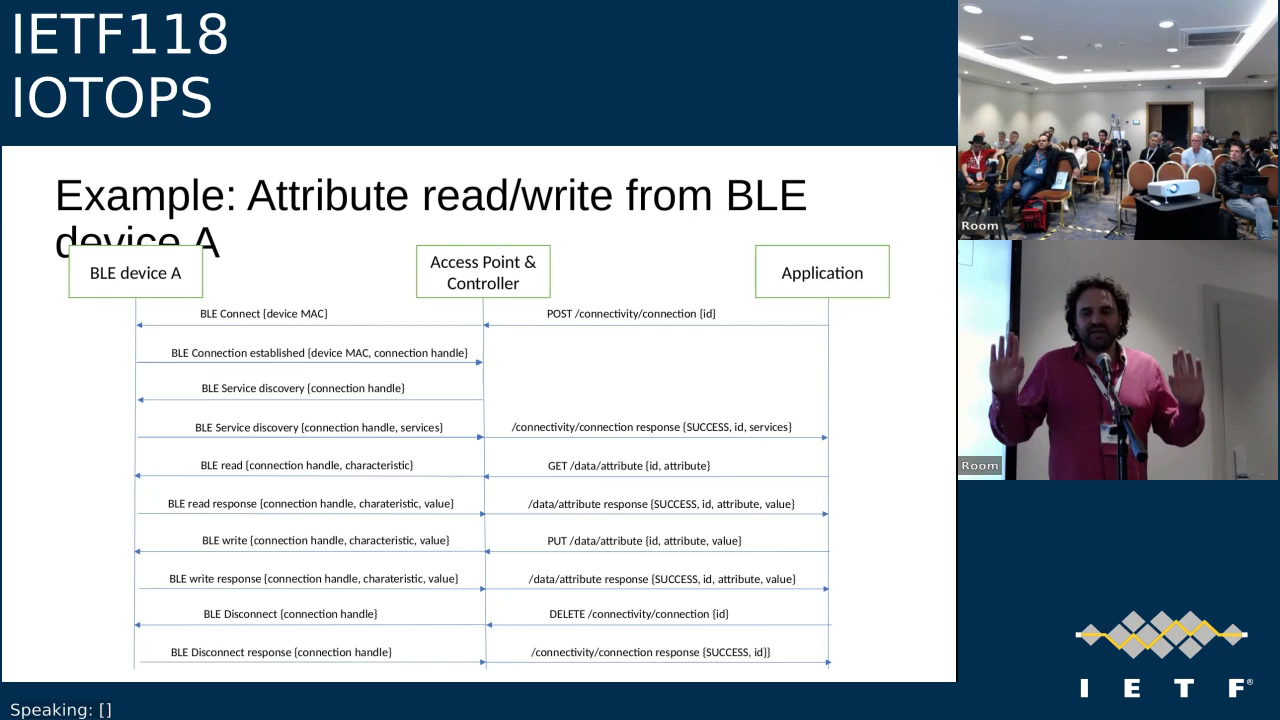 IETF118
IOTOPS
Example: Attribute read/write from BLE
device A
BLE device A
Access Point &
Controller
Application
BLE Connect {device MAC}
POST /connectivity/connection {id}
BLE Connection established {device MAC, connection handle}
BLE Service discovery {connection handle}
BLE Service discovery {connection handle, services}
/connectivity/connection response {SUCCESS, id, services}
BLE read {connection handle, characteristic}
GET /data/attribute {id, attribute}
BLE read response {connection handle, charateristic, value}
/data/attribute response {SUCCESS, id, attribute, value}
BLE write {connection handle, characteristic, value}
PUT /data/attribute {id, attribute, value}
BLE write response {connection handle, charateristic, value}
/data/attribute response {SUCCESS, id, attribute, value}
BLE Disconnect {connection handle}
DELETE /connectivity/connection {id}
BLE Disconnect response {connection handle}
/connectivity/connection response {SUCCESS, id}}
Room
Room
I E T F®
Speaking: []